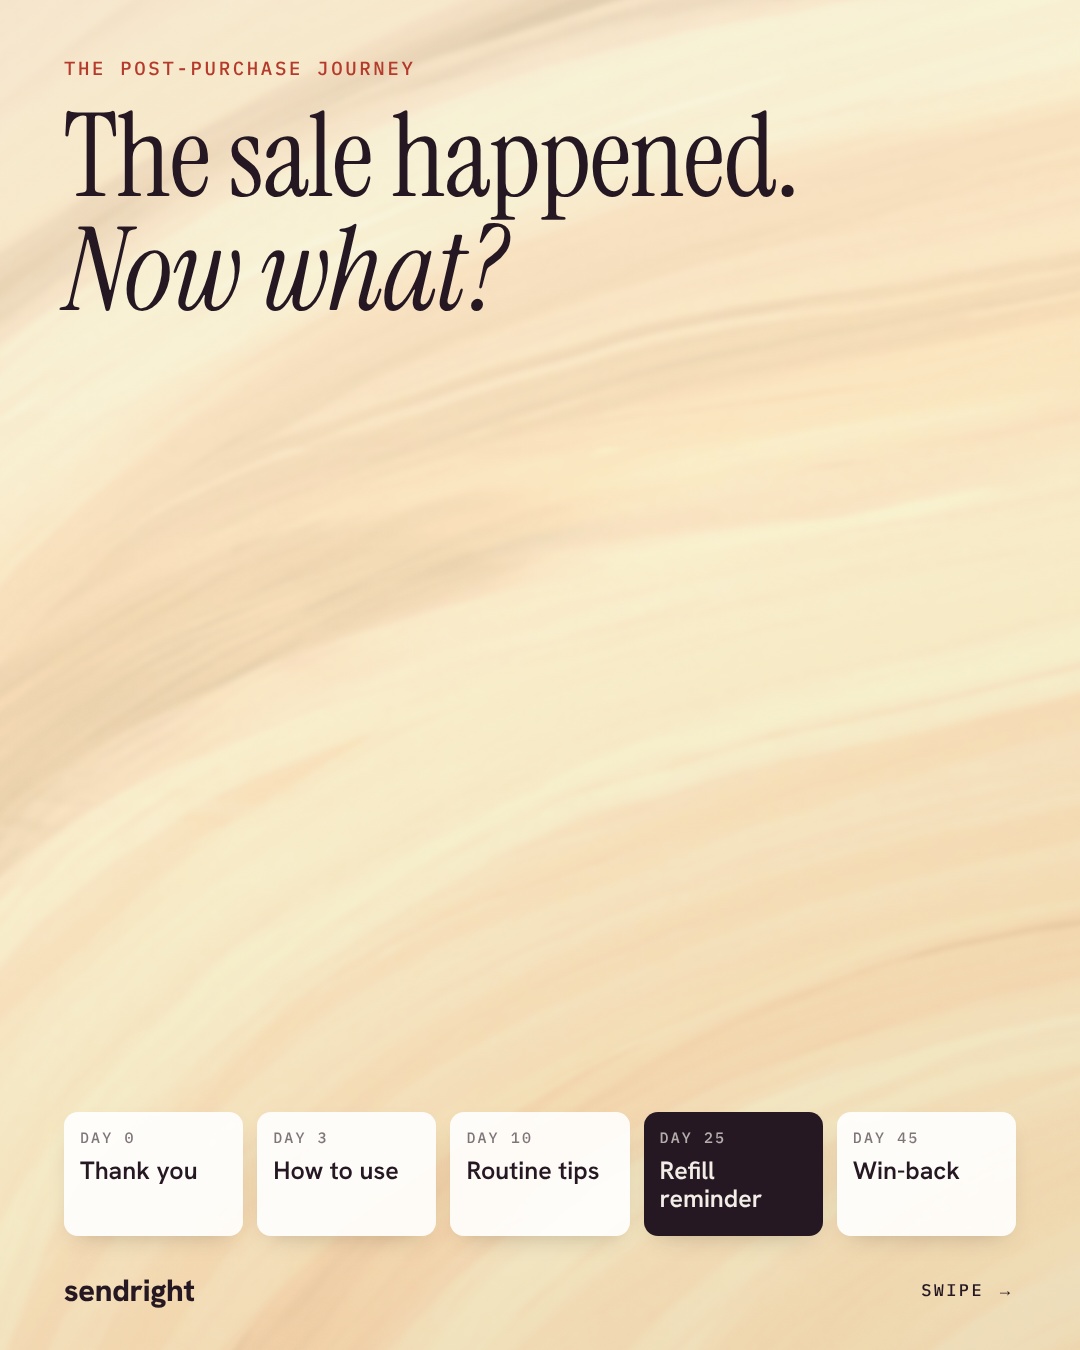 THE POST-PURCHASE JOURNEY
The sale happened.
Now what?
DAY 0
Thank you
DAY 3
How to use
DAY 10
Routine tips
DAY 25
Refill
reminder
DAY 45
Win-back
sendright
SWIPE →